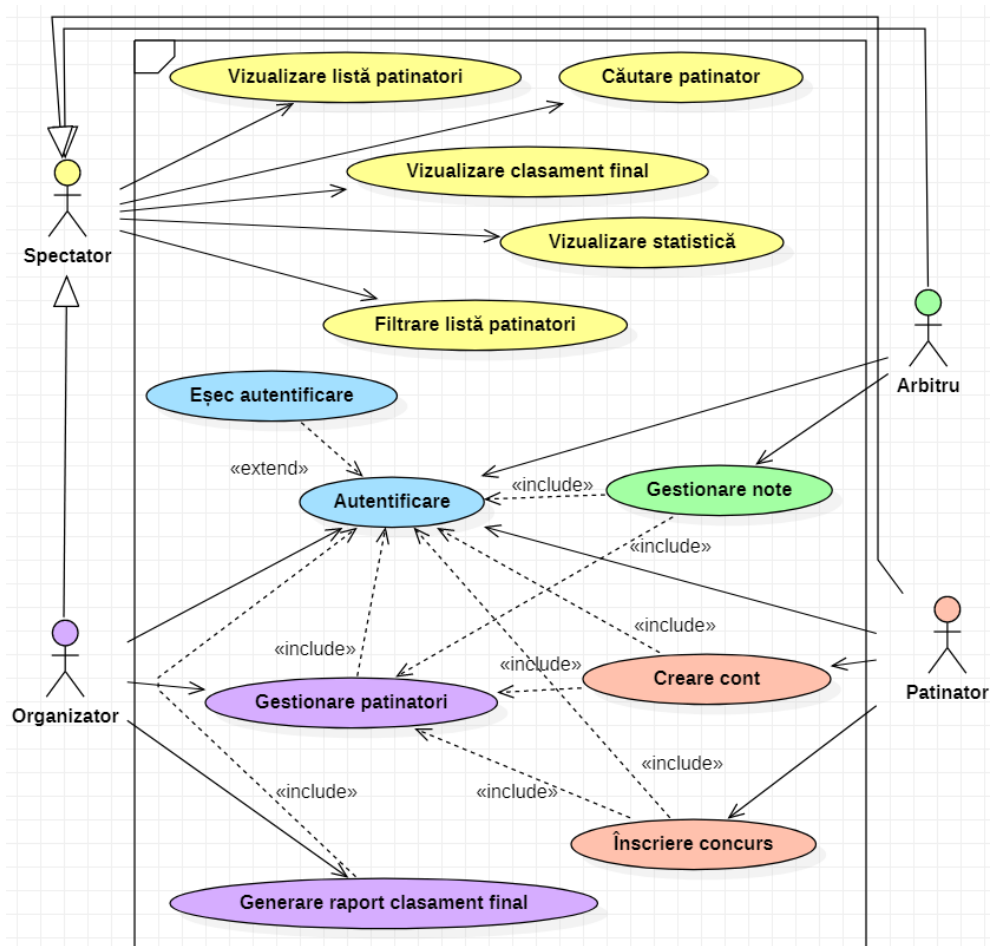 Vizualizare listă patinatori
Căutare patinator
Vizualizare clasament final
Vizualizare statistică
Spectator
Filtrare listă patinatori
Arbitru
Eșec autentificare
«extend»
Autentificare
«include»
Gestionare note
«include»
«include»
«include»
«include»
Creare cont
Patinator
Gestionare patinatori
Organizator
«include»
«include»
«include»
Înscriere concurs
Generare raport clasament final